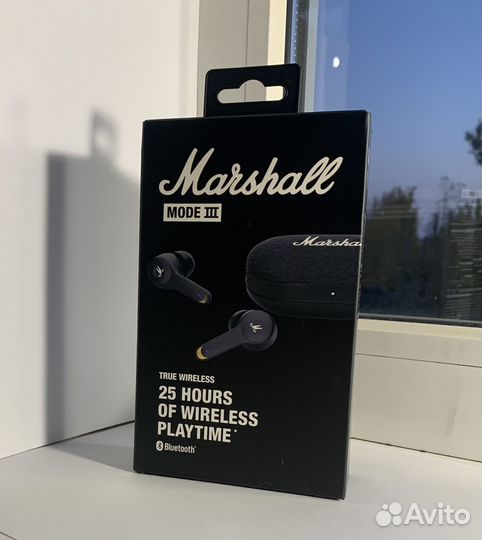 Marshall
MODE III
Marshall
M
M
TRUE WIRELESS
25 HOURS
OF WIRELESS
PLAYTIME*
Bluetooth®
Avito